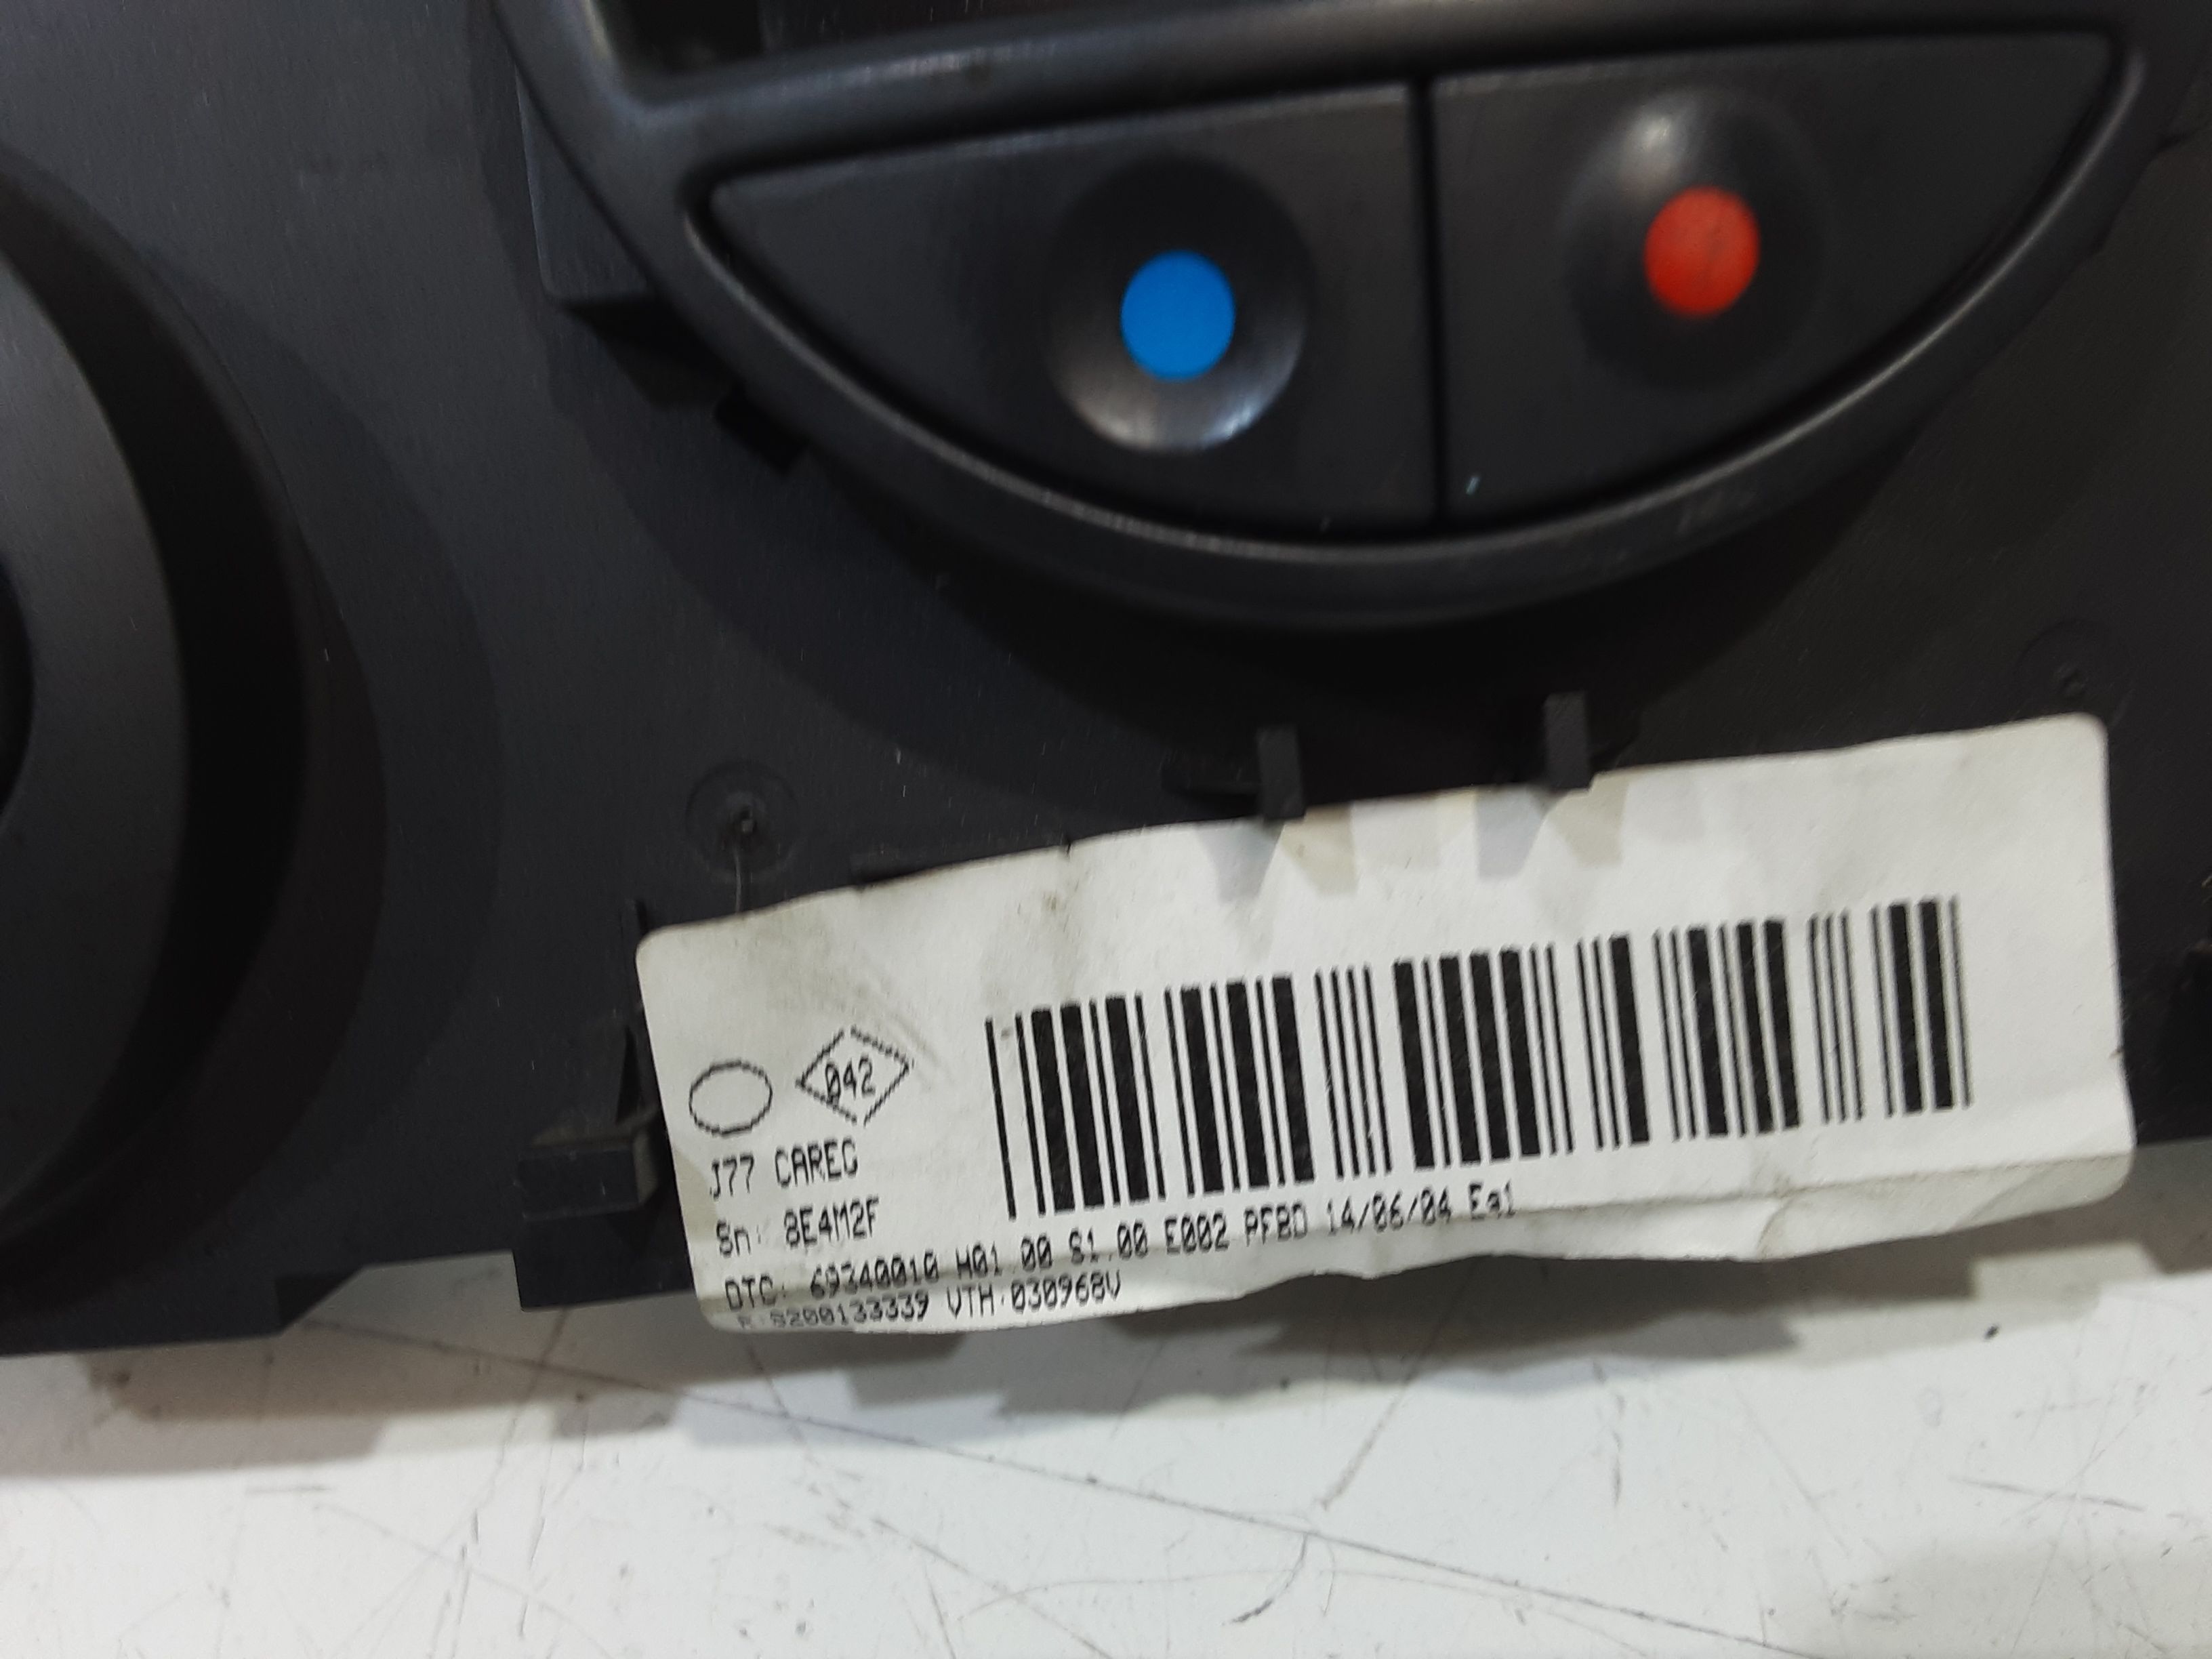 042
J77 CAREG
Sn: 8E4M2F
DTC: 69340010 H01.00 S1.00 E002 PFBD 14/06/04 Ea1
8200133339 VTH:030968V